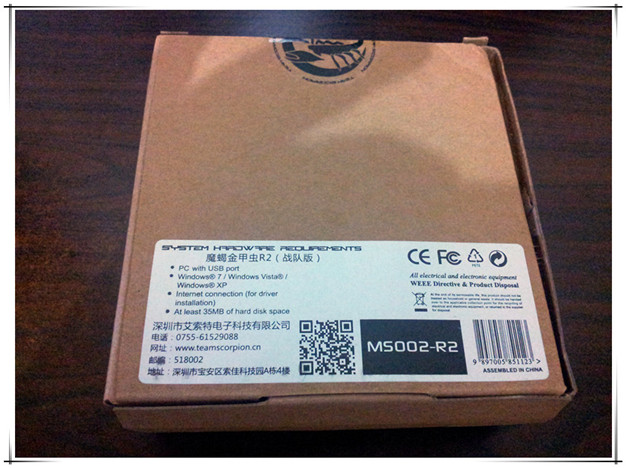 SYSTEM HARDWARE REQUIREMENTS
魔蝎金甲虫R2（战队版）
• PC with USB port
• Windows® 7 / Windows Vista® /
Windows® XP
• Internet connection (for driver
installation)
• At least 35MB of hard disk space
深圳市艾索特电子科技有限公司
电话：0755-61529088
网址：www.teamscorpion.cn
邮编：518002
地址：深圳市宝安区索佳科技园A栋4楼
CE FC
All electrical and electronic equipment
WEEE Directive & Product Disposal
MS002-R2
9 897005 851123 >
ASSEMBLED IN CHINA